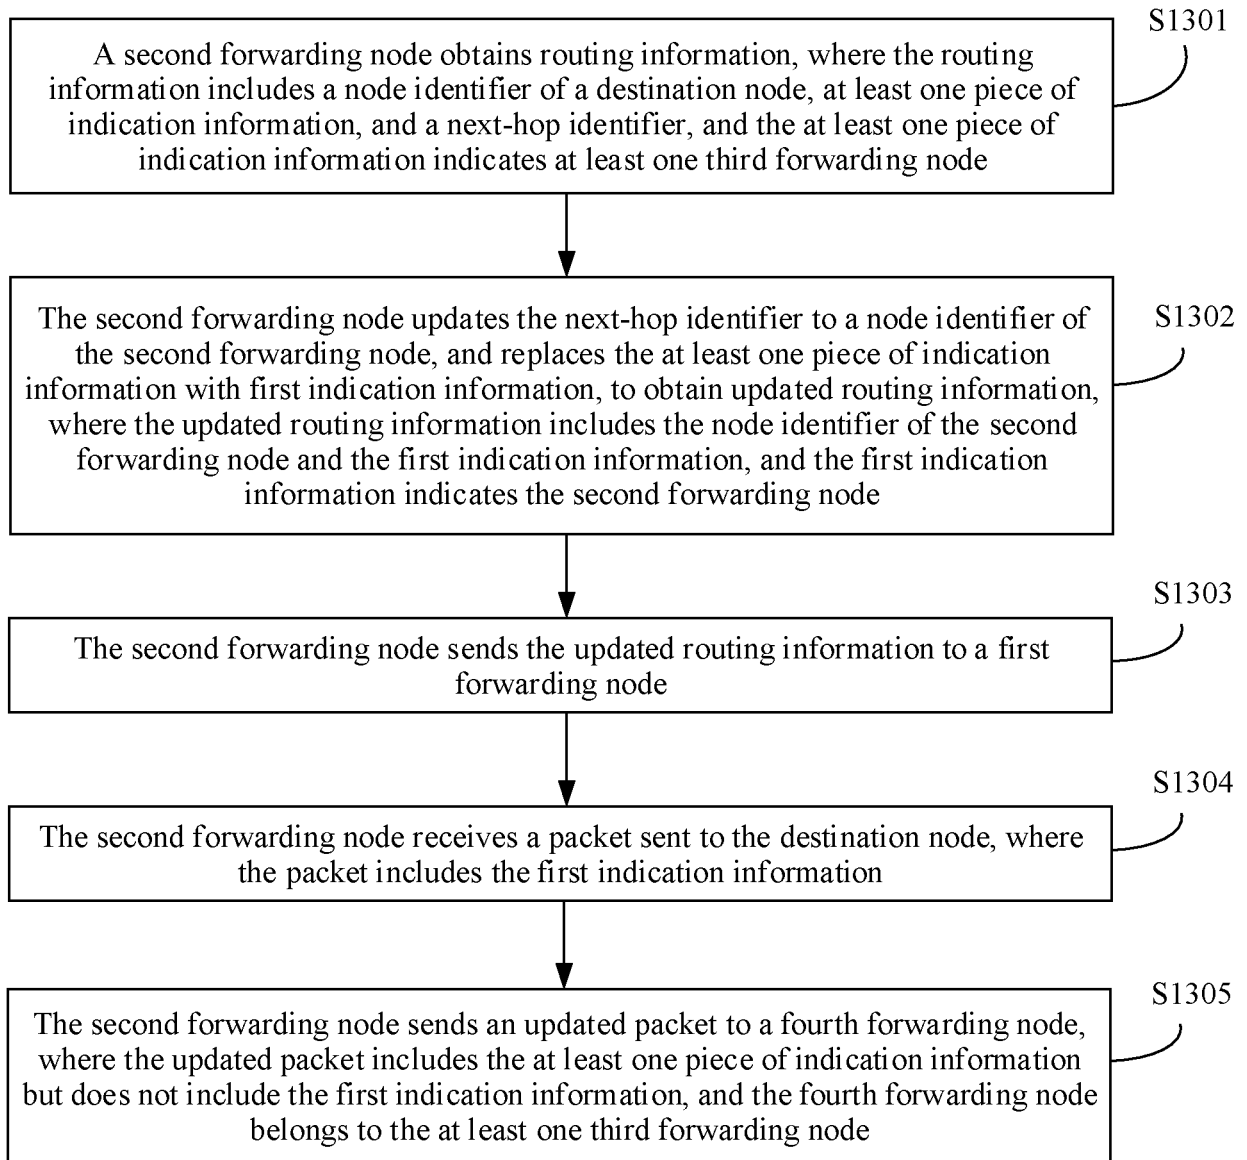 S1301
A second forwarding node obtains routing information, where the routing
information includes a node identifier of a destination node, at least one piece of
indication information, and a next-hop identifier, and the at least one piece of
indication information indicates at least one third forwarding node
S1302
The second forwarding node updates the next-hop identifier to a node identifier of
the second forwarding node, and replaces the at least one piece of indication
information with first indication information, to obtain updated routing information,
where the updated routing information includes the node identifier of the second
forwarding node and the first indication information, and the first indication
information indicates the second forwarding node
S1303
The second forwarding node sends the updated routing information to a first
forwarding node
S1304
The second forwarding node receives a packet sent to the destination node, where
the packet includes the first indication information
S1305
The second forwarding node sends an updated packet to a fourth forwarding node,
where the updated packet includes the at least one piece of indication information
but does not include the first indication information, and the fourth forwarding node
belongs to the at least one third forwarding node